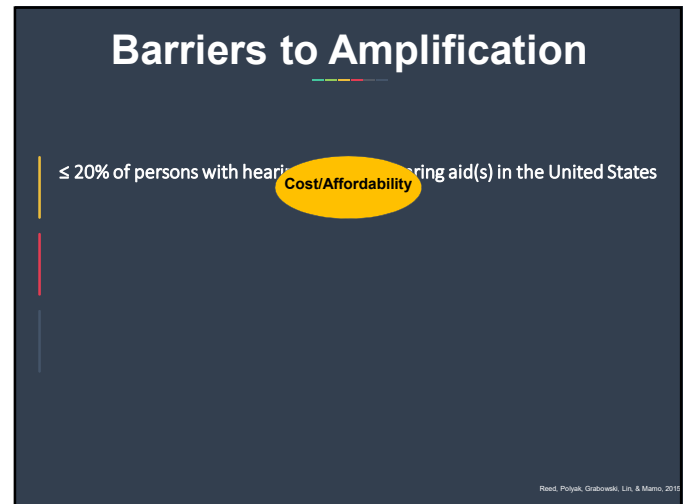 Barriers to Amplification
≤ 20% of persons with heari ring aid(s) in the United States
Cost/Affordability
Reed, Polyak, Grabowski, Lin, & Mamo, 2015